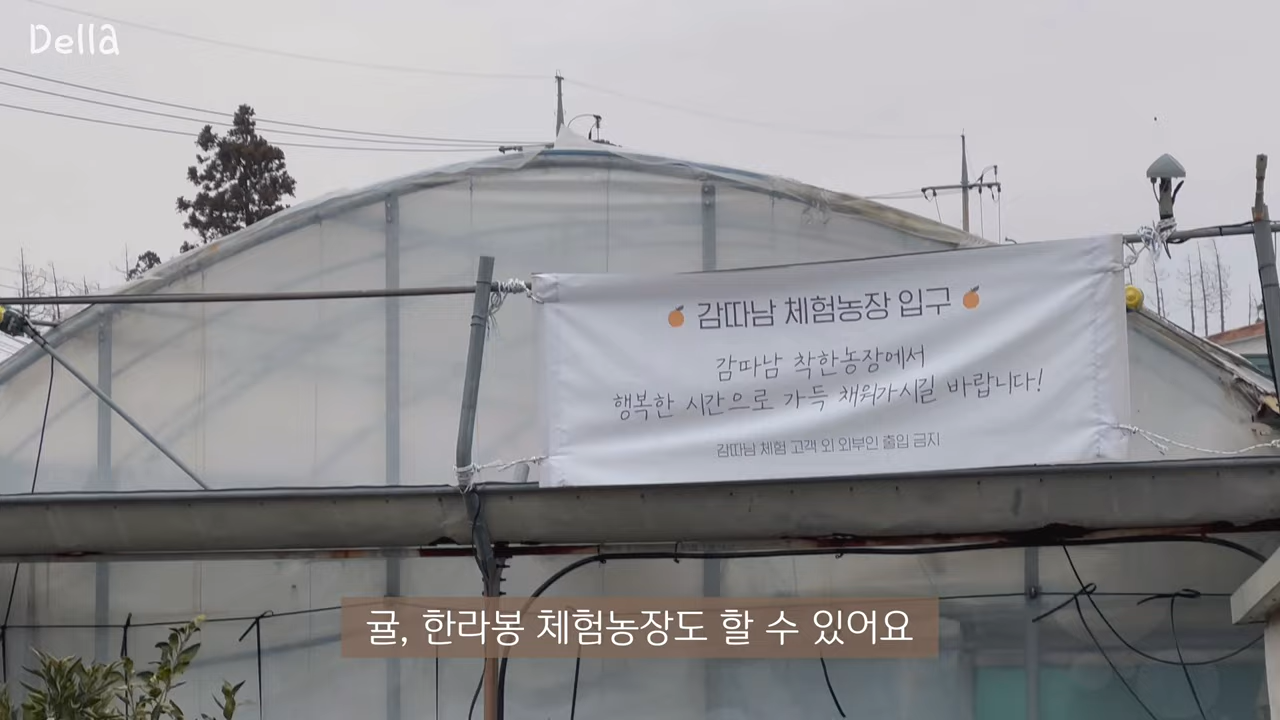 Della
감따남 체험농장 입구
감따남 착한농장에서
행복한 시간으로 가득 채워가시길 바랍니다!
감따남 체험 고객 외 외부인 출입 금지
귤, 한라봉 체험농장도 할 수 있어요